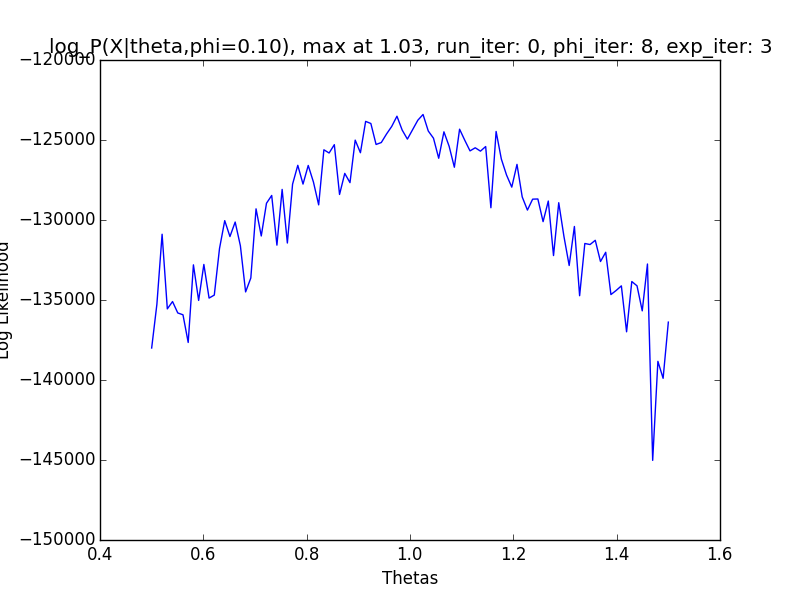 log_P(X|theta,phi=0.10), max at 1.03, run_iter: 0, phi_iter: 8, exp_iter: 3
−120000
−125000
−130000
−135000
−140000
−145000
−150000
Log Likelihood
0.4 0.6 0.8 1.0 1.2 1.4 1.6
Thetas